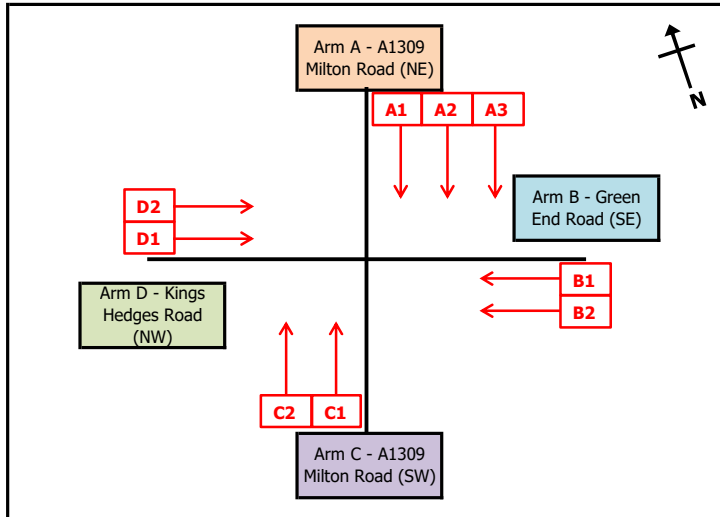 Arm A - A1309
Milton Road (NE)
A1 A2 A3
N
D2
D1
Arm B - Green
End Road (SE)
B1
B2
Arm D - Kings
Hedges Road
(NW)
C2 C1
Arm C - A1309
Milton Road (SW)